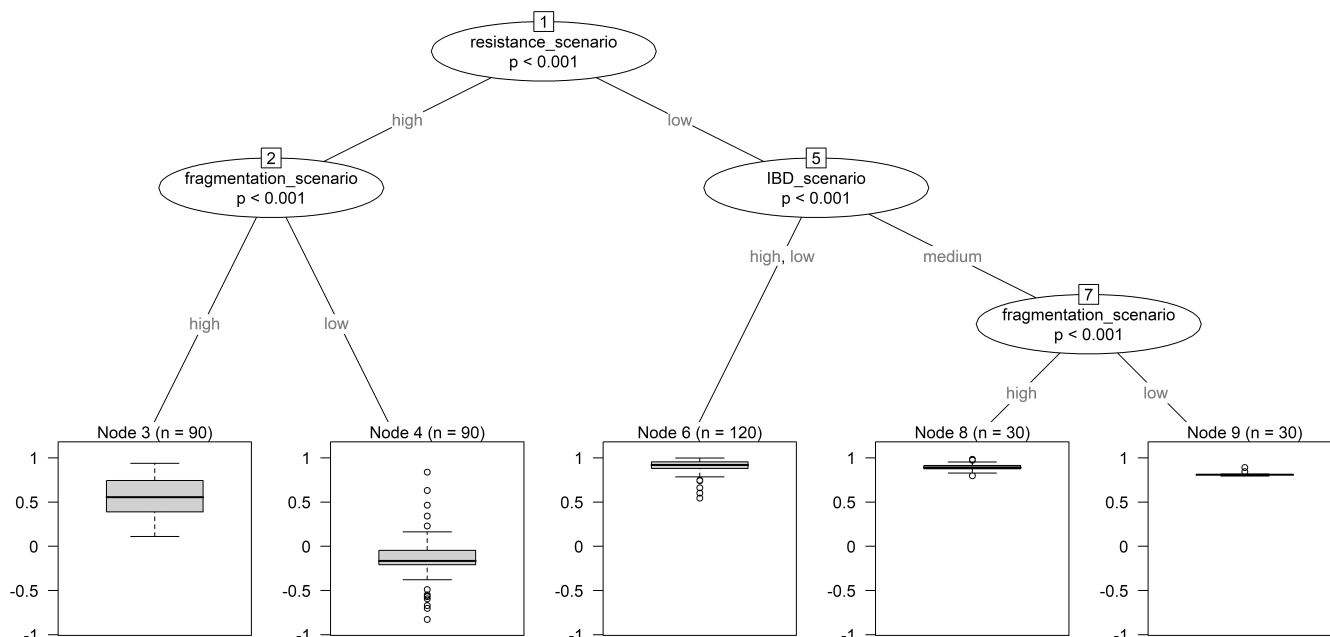 1
resistance_scenario
p < 0.001
high
low
2
fragmentation_scenario
p < 0.001
5
IBD_scenario
p < 0.001
high, low
medium
7
fragmentation_scenario
p < 0.001
high
low
high
low
Node 3 (n = 90)
1
0.5
0
-0.5
-1
Node 4 (n = 90)
1
0.5
0
-0.5
-1
Node 6 (n = 120)
1
0.5
0
-0.5
-1
Node 8 (n = 30)
1
0.5
0
-0.5
-1
Node 9 (n = 30)
1
0.5
0
-0.5
-1